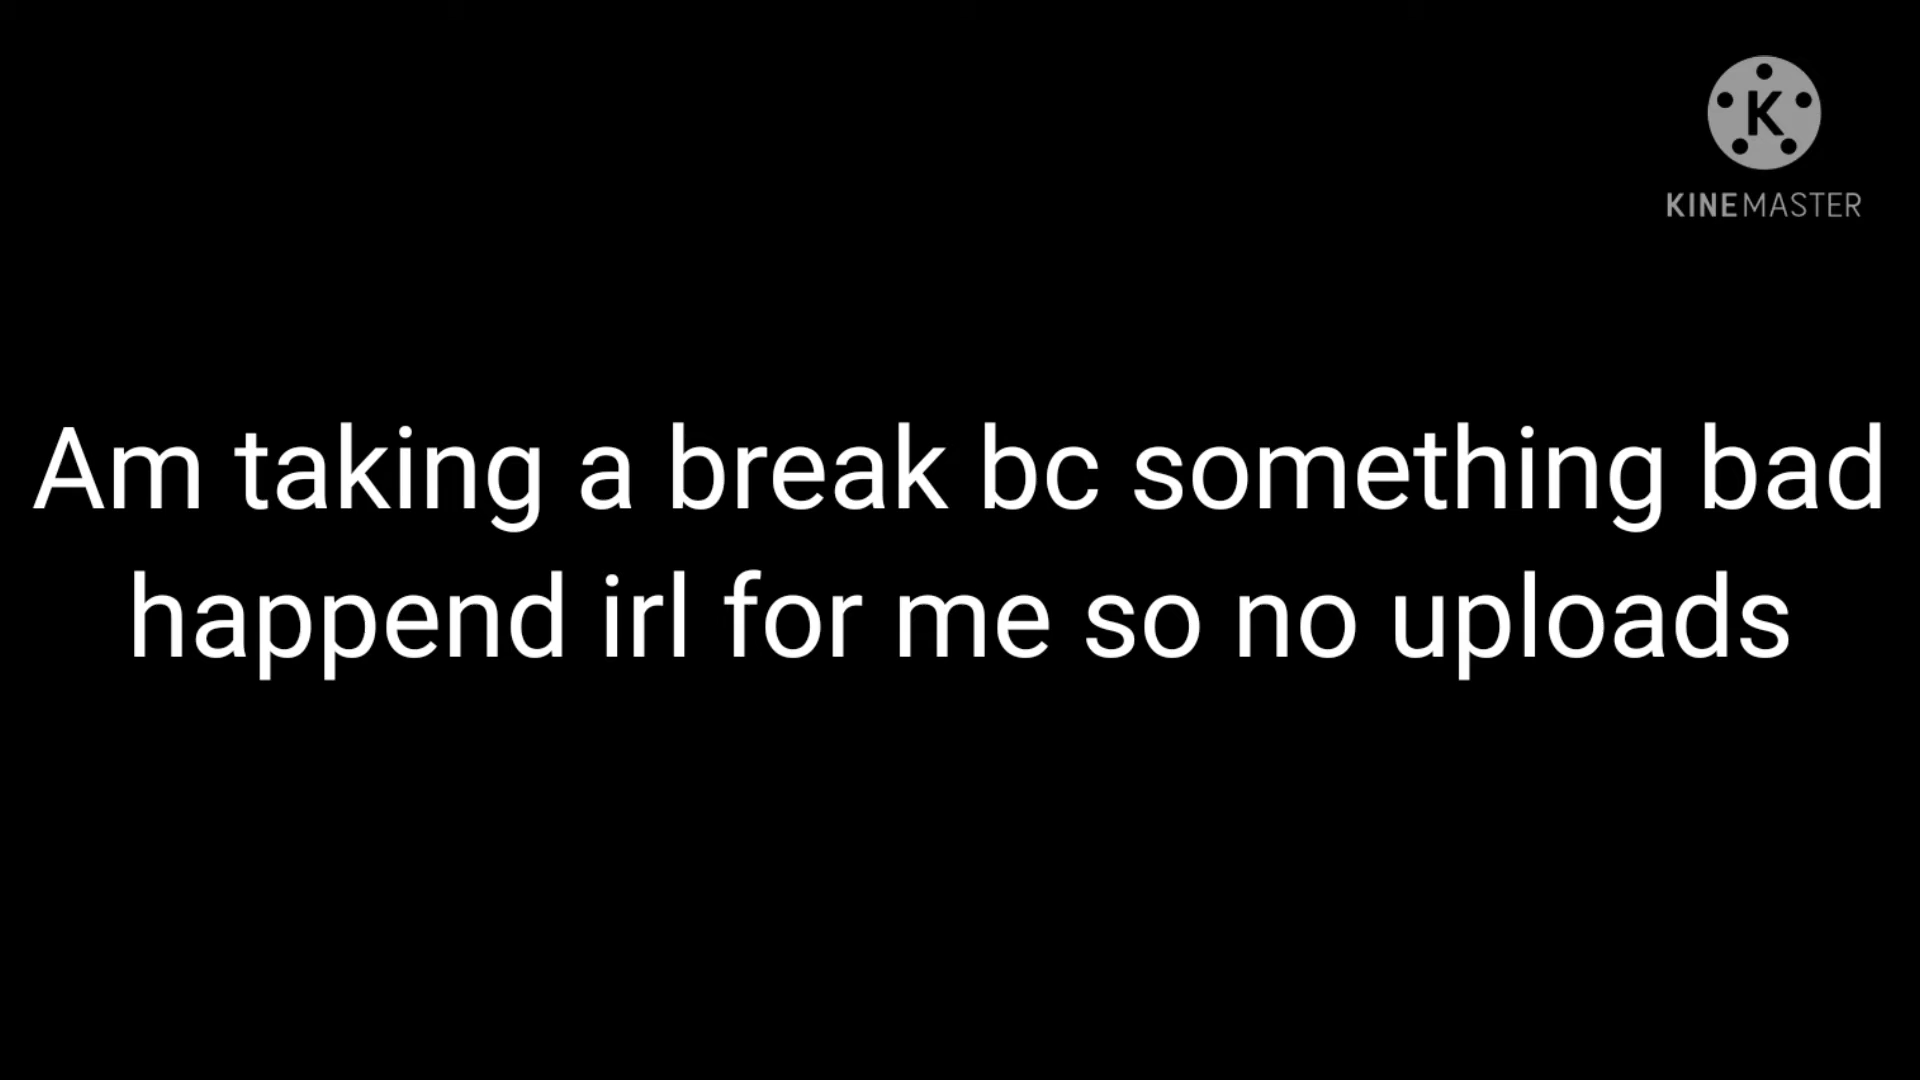 K
KINEMASTER
Am taking a break bc something bad
happend irl for me so no uploads